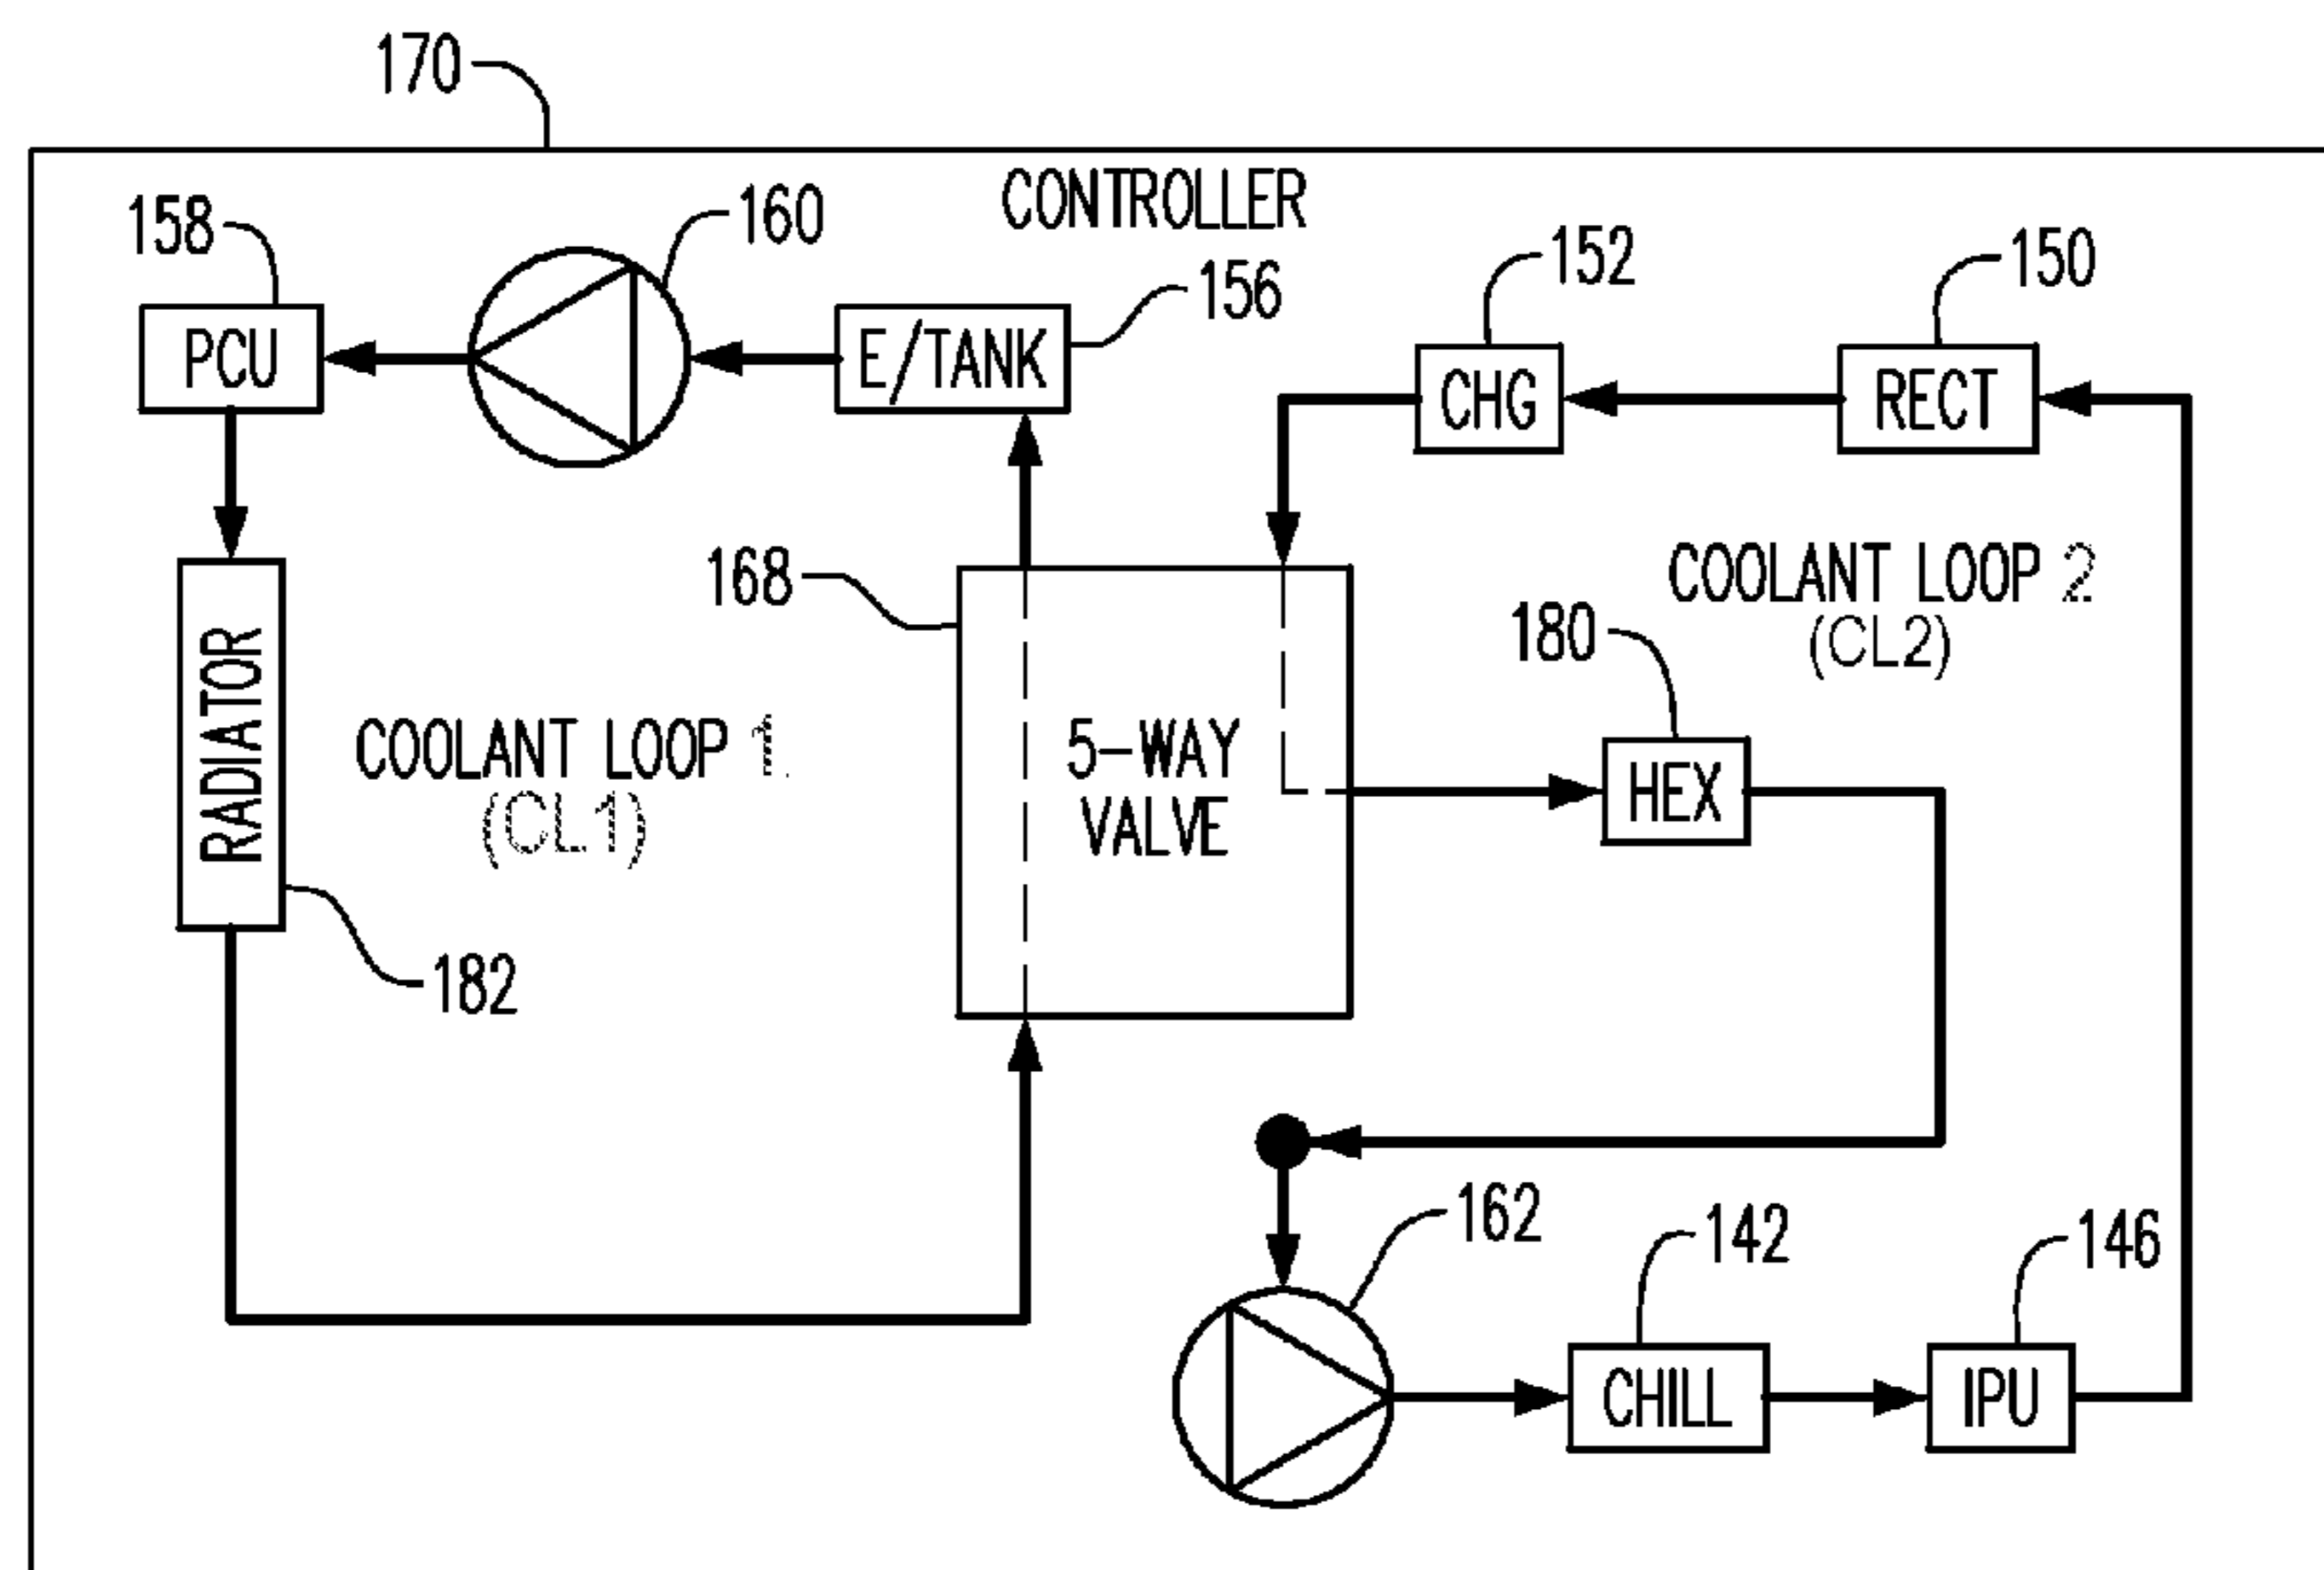 170
CONTROLLER
158
160
156
152
150
PCU
E/TANK
CHG
RECT
168
COOLANT LOOP 2
(CL2)
180
RADIATOR
COOLANT LOOP 1
(CL1)
5-WAY
VALVE
HEX
182
162
142
146
CHILL
IPU